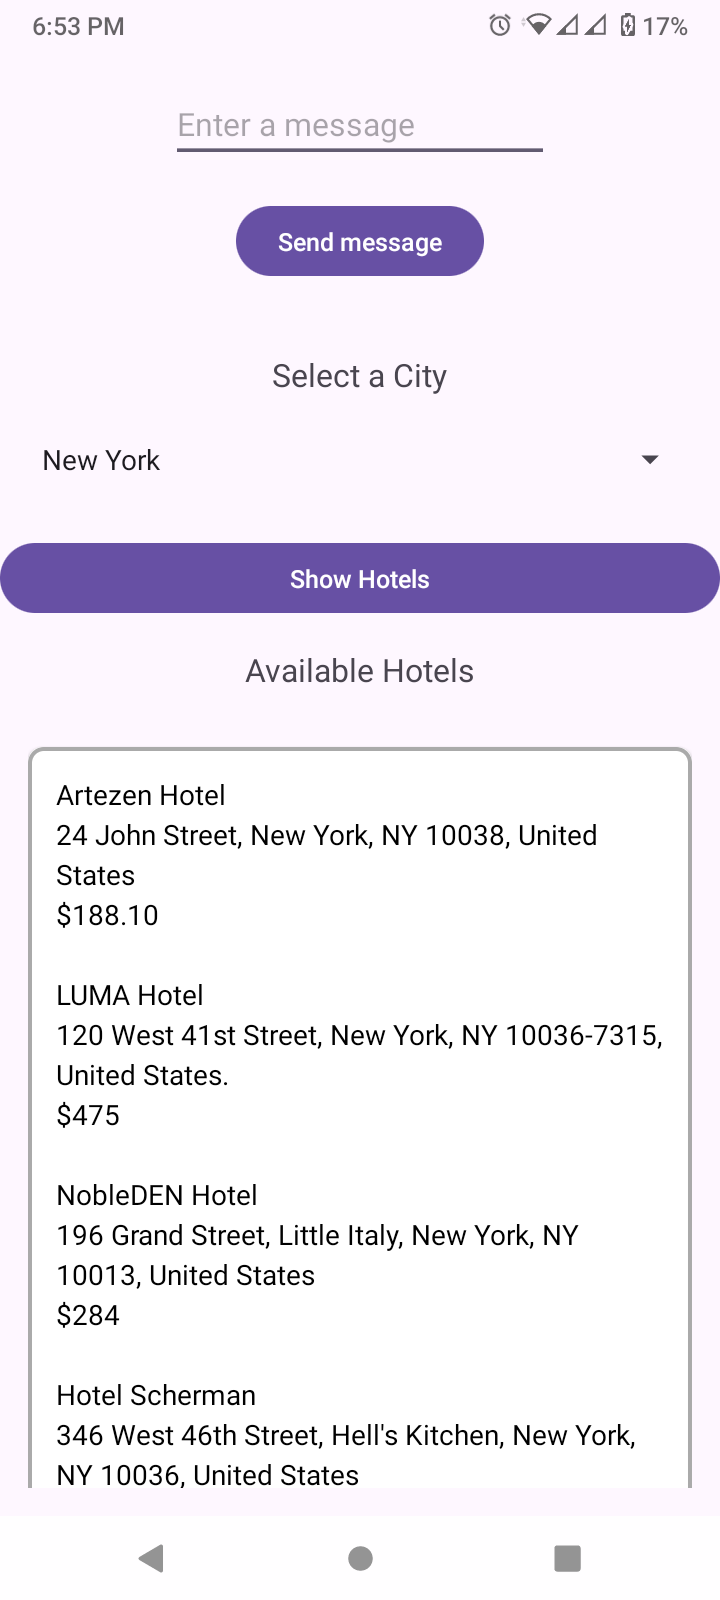 6:53 PM
17%
Enter a message
Send message
Select a City
New York
Show Hotels
Available Hotels
Artezen Hotel
24 John Street, New York, NY 10038, United
States
$188.10
LUMA Hotel
120 West 41st Street, New York, NY 10036-7315,
United States.
$475
NobleDEN Hotel
196 Grand Street, Little Italy, New York, NY
10013, United States
$284
Hotel Scherman
346 West 46th Street, Hell's Kitchen, New York,
NY 10036, United States